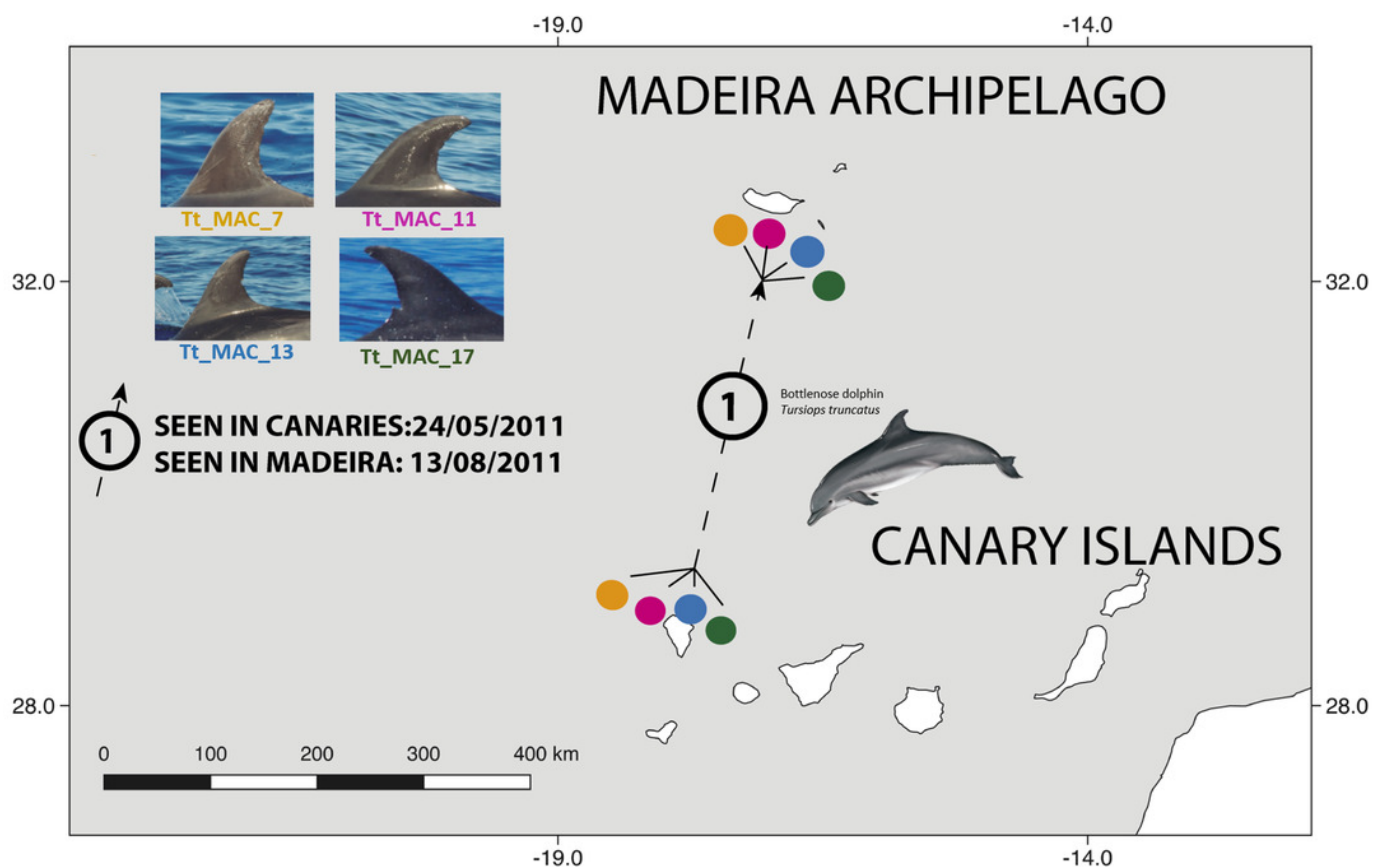 -19.0
-14.0
MADEIRA ARCHIPELAGO
Tt_MAC_7
Tt_MAC_11
32.0
32.0
Tt_MAC_13
Tt_MAC_17
1
Bottlenose dolphin
Tursiops truncatus
1
SEEN IN CANARIES:24/05/2011
SEEN IN MADEIRA: 13/08/2011
CANARY ISLANDS
28.0
28.0
0 100 200 300 400 km
-19.0
-14.0